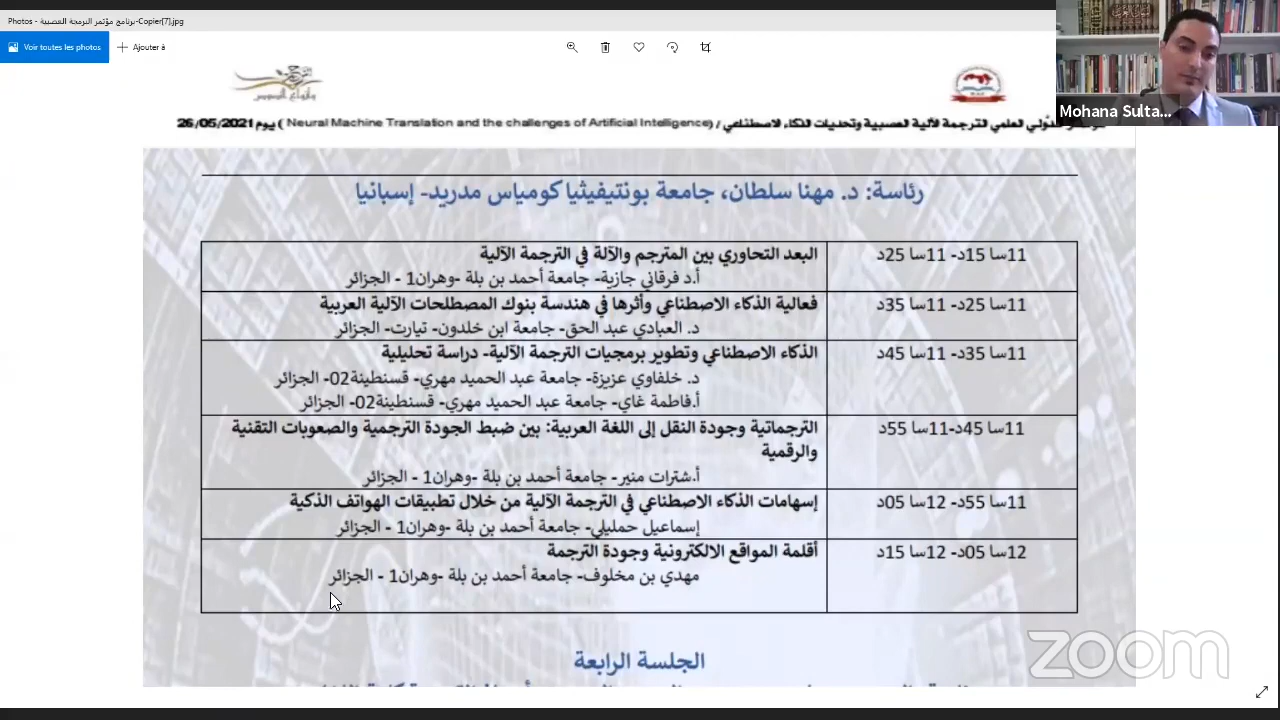 Photos - برنامج مؤتمر البرمجة العصبية-Copier[7].jpg
Voir toutes les photos
Ajouter à
Mohana Sulta...
العلمي للترجمة الآلية العصبية وتحديات الذكاء الاصطناعي / (Neural Machine Translation and the challenges of Artificial Intelligence ) يوم 26/05/2021
رئاسة: د. مهنا سلطان، جامعة بونتيفيثيا كومياس مدريد- إسبانيا
11سا 15د- 11سا 25د
البعد التحاوري بين المترجم والآلة في الترجمة الآلية
أ.د فرقاني جازية- جامعة أحمد بن بلة -وهران1 - الجزائر
11سا 25د- 11سا 35د
فعالية الذكاء الاصطناعي وأثرها في هندسة بنوك المصطلحات الآلية العربية
د. العبادي عبد الحق- جامعة ابن خلدون- تيارت- الجزائر
11سا 35د- 11سا 45د
الذكاء الاصطناعي وتطوير برمجيات الترجمة الآلية- دراسة تحليلية
د. خلفاوي عزيزة- جامعة عبد الحميد مهري- قسنطينة02- الجزائر
أ.فاطمة غاي- جامعة عبد الحميد مهري- قسنطينة02- الجزائر
11سا 45د-11سا 55د
الترجماتية وجودة النقل إلى اللغة العربية: بين ضبط الجودة الترجمية والصعوبات التقنية
والرقمية
أ.شترات منير- جامعة أحمد بن بلة -وهران1 - الجزائر
11سا 55د- 12سا 05د
إسهامات الذكاء الاصطناعي في الترجمة الآلية من خلال تطبيقات الهواتف الذكية
إسماعيل حمليلي- جامعة أحمد بن بلة -وهران1 - الجزائر
12سا 05د- 12سا 15د
أقلمة المواقع الالكترونية وجودة الترجمة
مهدي بن مخلوف- جامعة أحمد بن بلة -وهران1 - الجزائر
الجلسة الرابعة
zoom